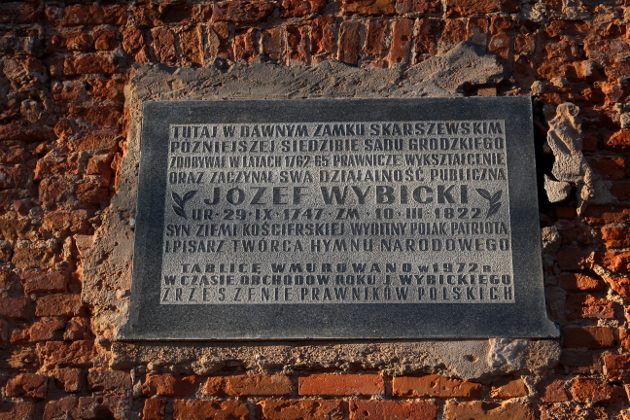 TUTAJ W DAWNYM ZAMKU SKARSZEWSKIM
PÓŹNIEJSZEJ SIEDZIBIE SĄDU GRODZKIEGO
ZDOBYWAŁ W LATACH 1762-65 PRAWNICZE WYKSZTAŁCENIE
ORAZ ZACZYNAŁ SWĄ DZIAŁALNOŚĆ PUBLICZNĄ
JÓZEF WYBICKI
UR·29·IX·1747·ZM·10·III·1822·
SYN ZIEMI KOŚCIERSKIEJ WYBITNY POLAK PATRIOTA
I PISARZ TWÓRCA HYMNU NARODOWEGO
TABLICĘ WMUROWANO w 1972 r.
W CZASIE OBCHODÓW ROKU J. WYBICKIEGO
ZRZESZENIE PRAWNIKÓW POLSKICH